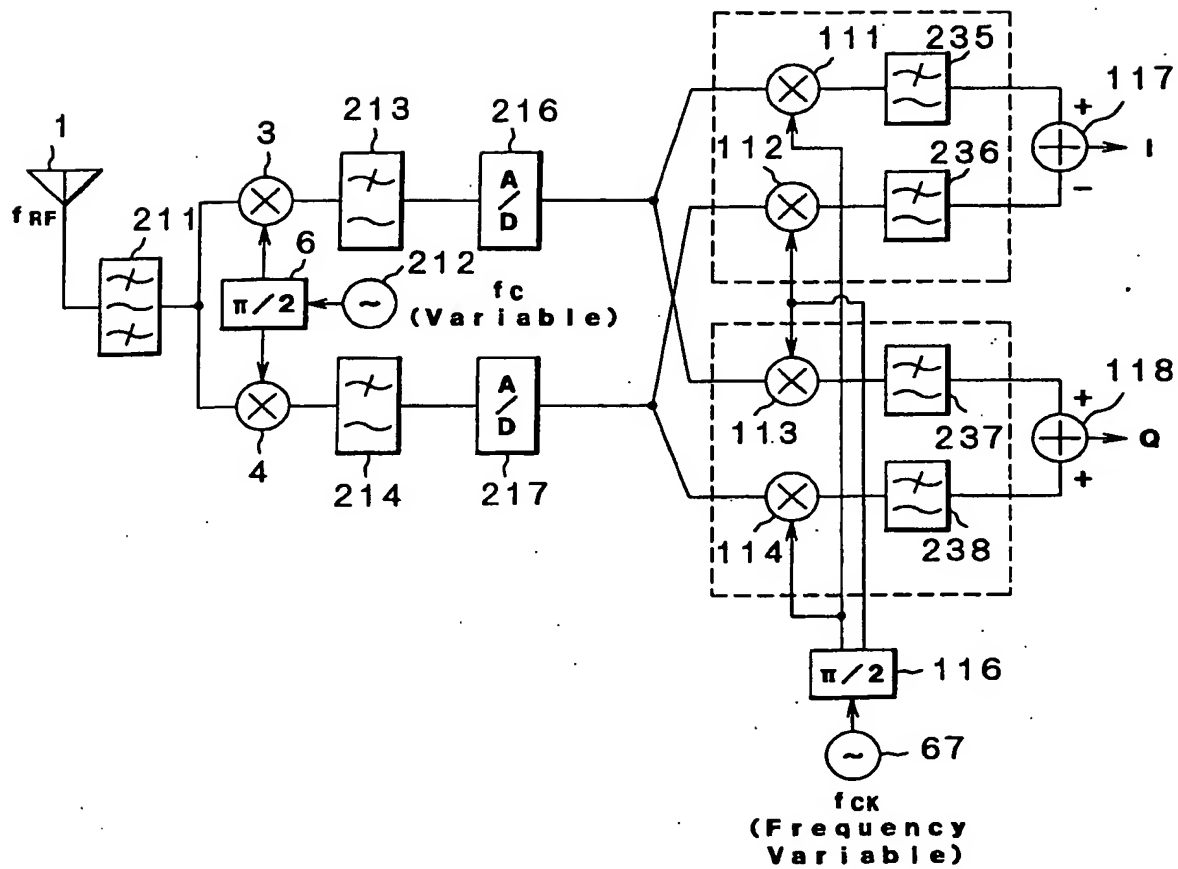 1
f RF
211
3
6
π/2
4
212
fC
(Variable)
213
214
216
A/D
217
A/D
111
112
113
114
235
236
237
238
117
+
−
I
118
+
+
Q
π/2
116
67
fCK
(Frequency
Variable)